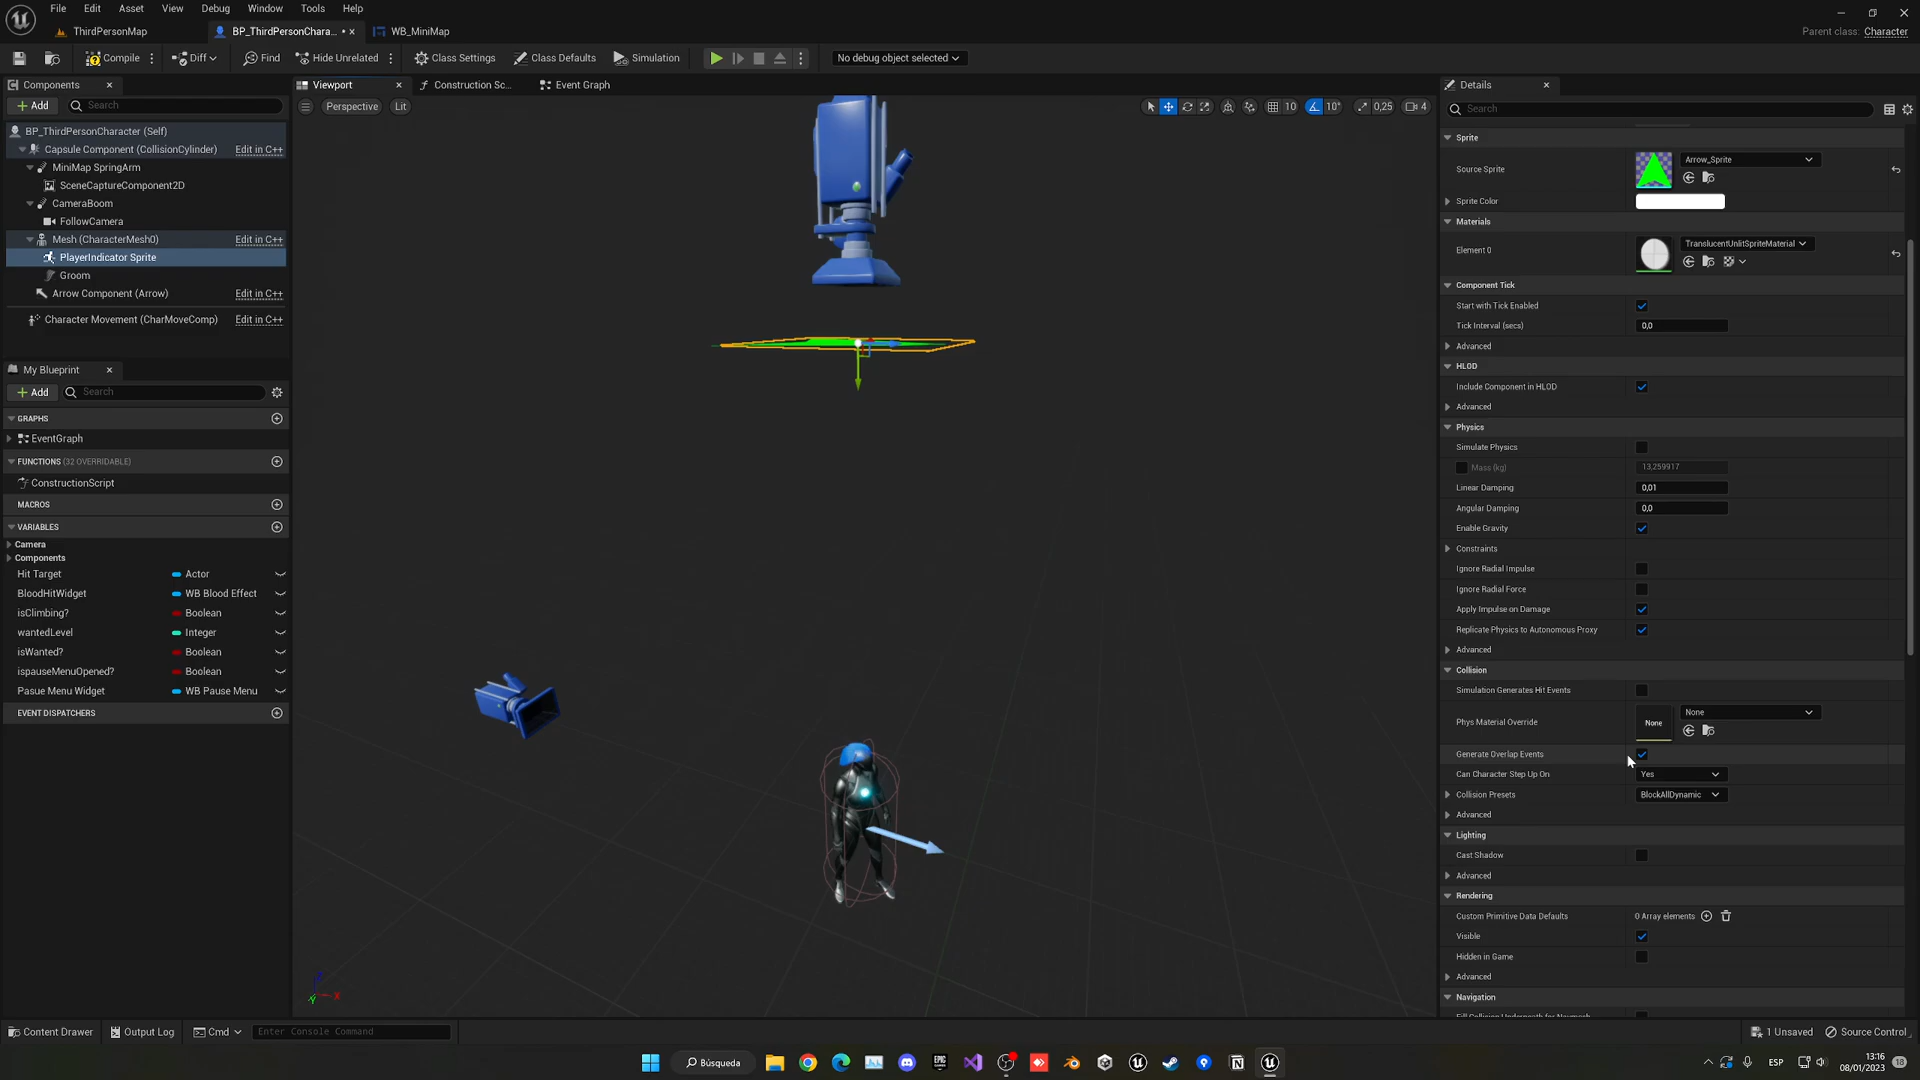 File Edit Asset View Debug Window Tools Help
ThirdPersonMap BP_ThirdPersonChara... • × WB_MiniMap
Parent class: Character
Compile Diff Find Hide Unrelated Class Settings Class Defaults Simulation No debug object selected
Components ×
Add Search
BP_ThirdPersonCharacter (Self)
Capsule Component (CollisionCylinder) Edit in C++
MiniMap SpringArm
SceneCaptureComponent2D
CameraBoom
FollowCamera
Mesh (CharacterMesh0) Edit in C++
PlayerIndicator Sprite
Groom
Arrow Component (Arrow) Edit in C++
Character Movement (CharMoveComp) Edit in C++
My Blueprint ×
Add Search
GRAPHS
EventGraph
FUNCTIONS (32 OVERRIDABLE)
ConstructionScript
MACROS
VARIABLES
Camera
Components
Hit Target Actor
BloodHitWidget WB Blood Effect
isClimbing? Boolean
wantedLevel Integer
isWanted? Boolean
ispauseMenuOpened? Boolean
Pasue Menu Widget WB Pause Menu
EVENT DISPATCHERS
Viewport × Construction Sc... Event Graph
Perspective Lit
10 10° 0,25 4
Z X Y
Details ×
Search
Sprite
Source Sprite Arrow_Sprite
Sprite Color
Materials
Element 0 TranslucentUnlitSpriteMaterial
Component Tick
Start with Tick Enabled
Tick Interval (secs) 0,0
Advanced
HLOD
Include Component in HLOD
Advanced
Physics
Simulate Physics
Mass (kg) 13,259917
Linear Damping 0,01
Angular Damping 0,0
Enable Gravity
Constraints
Ignore Radial Impulse
Ignore Radial Force
Apply Impulse on Damage
Replicate Physics to Autonomous Proxy
Advanced
Collision
Simulation Generates Hit Events
Phys Material Override None None
Generate Overlap Events
Can Character Step Up On Yes
Collision Presets BlockAllDynamic
Advanced
Lighting
Cast Shadow
Advanced
Rendering
Custom Primitive Data Defaults 0 Array elements
Visible
Hidden in Game
Advanced
Navigation
Content Drawer Output Log Cmd Enter Console Command
1 Unsaved Source Control
Búsqueda
ESP
13:16
08/01/2023
18